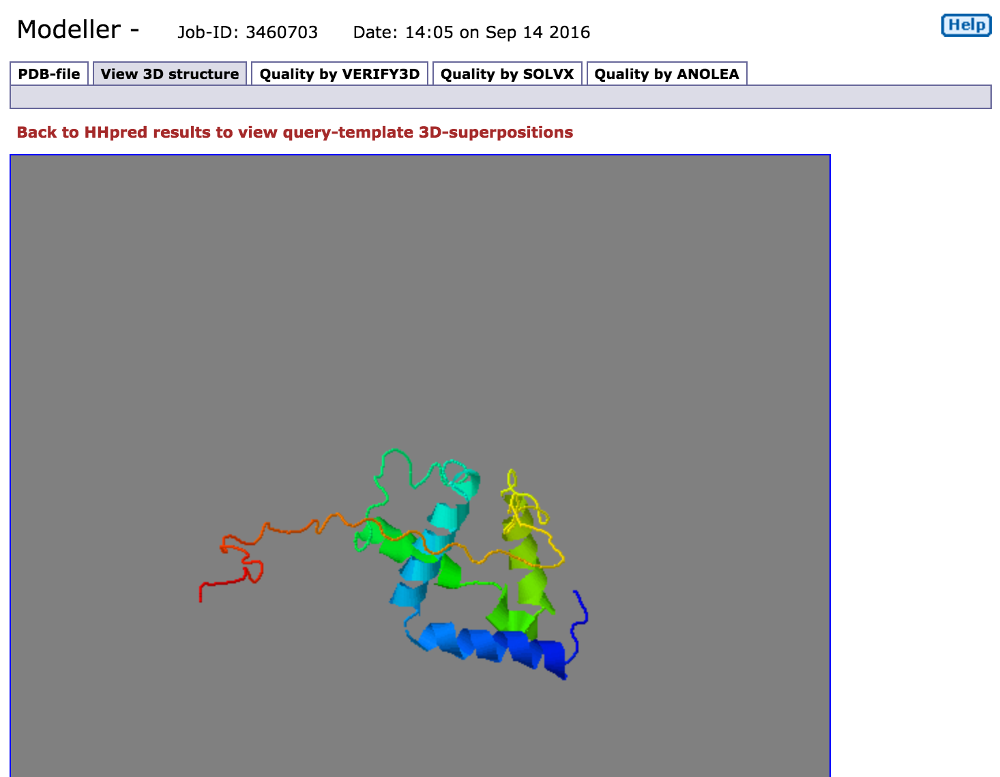 Modeller - Job-ID: 3460703 Date: 14:05 on Sep 14 2016 Help
PDB-file View 3D structure Quality by VERIFY3D Quality by SOLVX Quality by ANOLEA
Back to HHpred results to view query-template 3D-superpositions